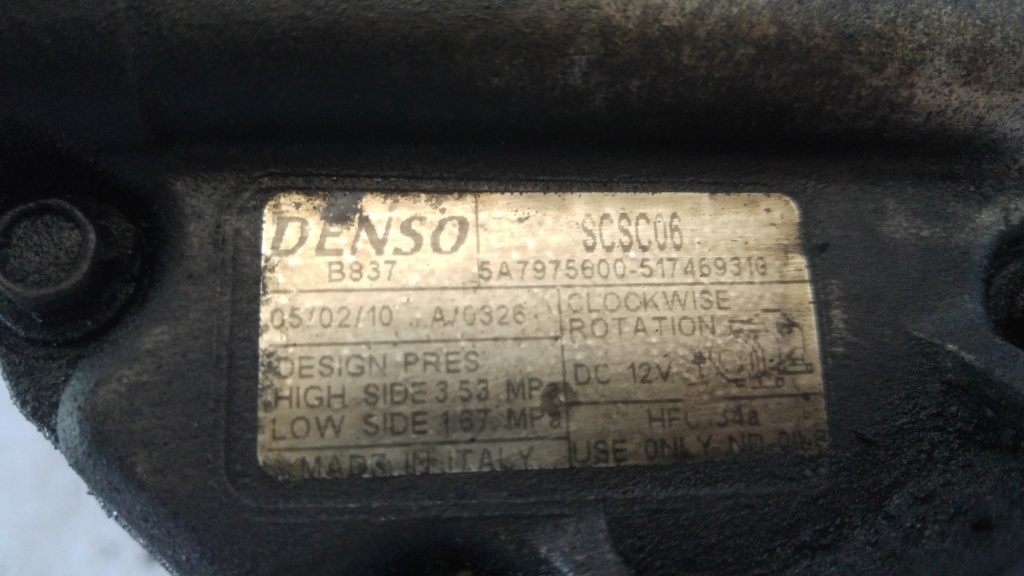 DENSO
SCSC06
B837
5A7975600-517469310
05/02/10 A/0326
CLOCKWISE
ROTATION
DESIGN PRES
HIGH SIDE 3.53 MPa
LOW SIDE 1.67 MPa
DC 12V
HFC 134a
MADE IN ITALY
USE ONLY ND-OIL 8